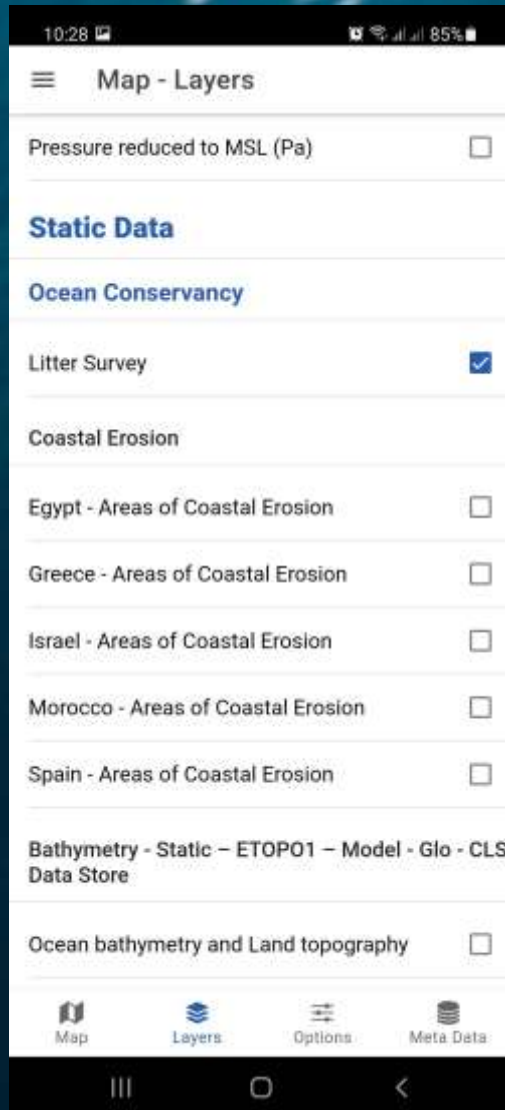 10:28 85%
Map - Layers
Pressure reduced to MSL (Pa)
Static Data
Ocean Conservancy
Litter Survey
Coastal Erosion
Egypt - Areas of Coastal Erosion
Greece - Areas of Coastal Erosion
Israel - Areas of Coastal Erosion
Morocco - Areas of Coastal Erosion
Spain - Areas of Coastal Erosion
Bathymetry - Static – ETOPO1 – Model - Glo - CLS
Data Store
Ocean bathymetry and Land topography
Map Layers Options Meta Data